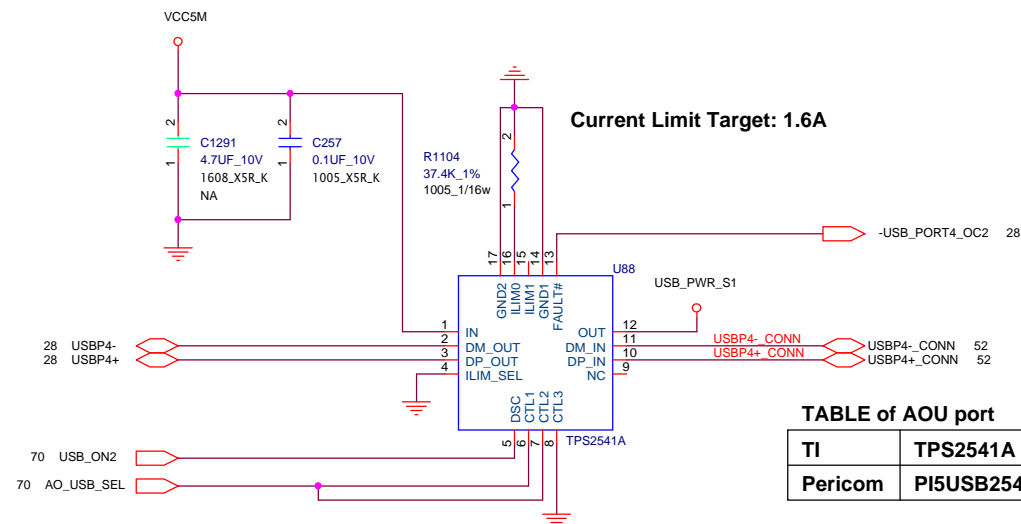 VCC5M
Current Limit Target: 1.6A
2
1
C1291
4.7UF_10V
1608_X5R_K
NA
2
1
C257
0.1UF_10V
1005_X5R_K
R1104
37.4K_1%
1005_1/16w
2
1
-USB_PORT4_OC2 28
17
16
15
14
13
U88
USB_PWR_S1
GND2
ILIM0
ILIM1
GND1
FAULT#
1 IN
2 DM_OUT
3 DP_OUT
4 ILIM_SEL
OUT 12
DM_IN 11
DP_IN 10
NC 9
28 USBP4-
28 USBP4+
USBP4-_CONN
USBP4+_CONN
USBP4-_CONN 52
USBP4+_CONN 52
DSC
CTL1
CTL2
CTL3
5
6
7
8
TPS2541A
70 USB_ON2
70 AO_USB_SEL
TABLE of AOU port
TI TPS2541A
Pericom PI5USB254